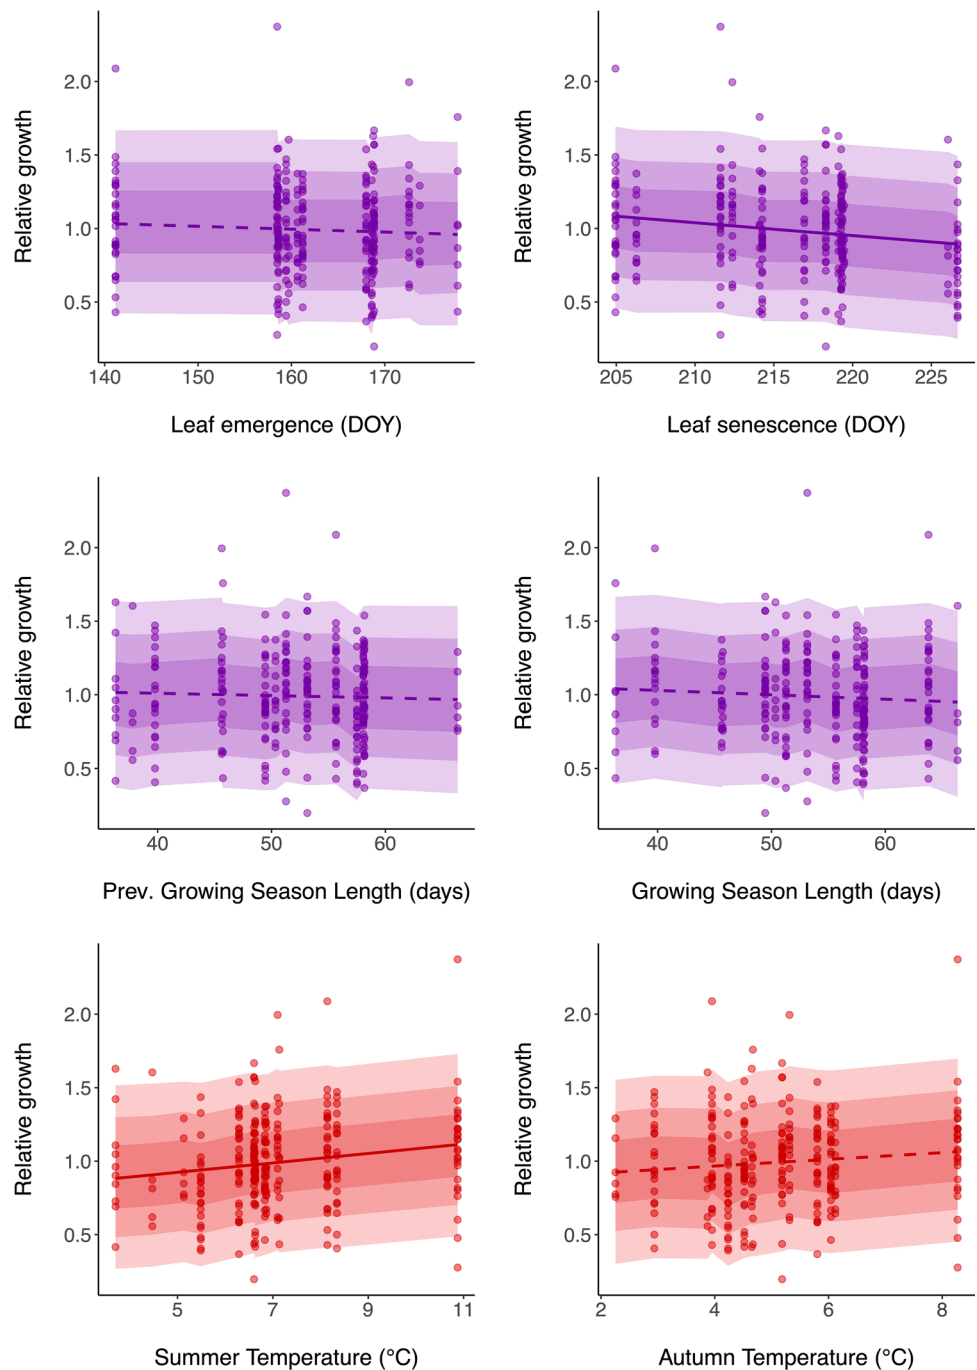 Relative growth
2.0
1.5
1.0
0.5
140 150 160 170
Leaf emergence (DOY)
Relative growth
2.0
1.5
1.0
0.5
205 210 215 220 225
Leaf senescence (DOY)
Relative growth
2.0
1.5
1.0
0.5
40 50 60
Prev. Growing Season Length (days)
Relative growth
2.0
1.5
1.0
0.5
40 50 60
Growing Season Length (days)
Relative growth
2.0
1.5
1.0
0.5
5 7 9 11
Summer Temperature (°C)
Relative growth
2.0
1.5
1.0
0.5
2 4 6 8
Autumn Temperature (°C)